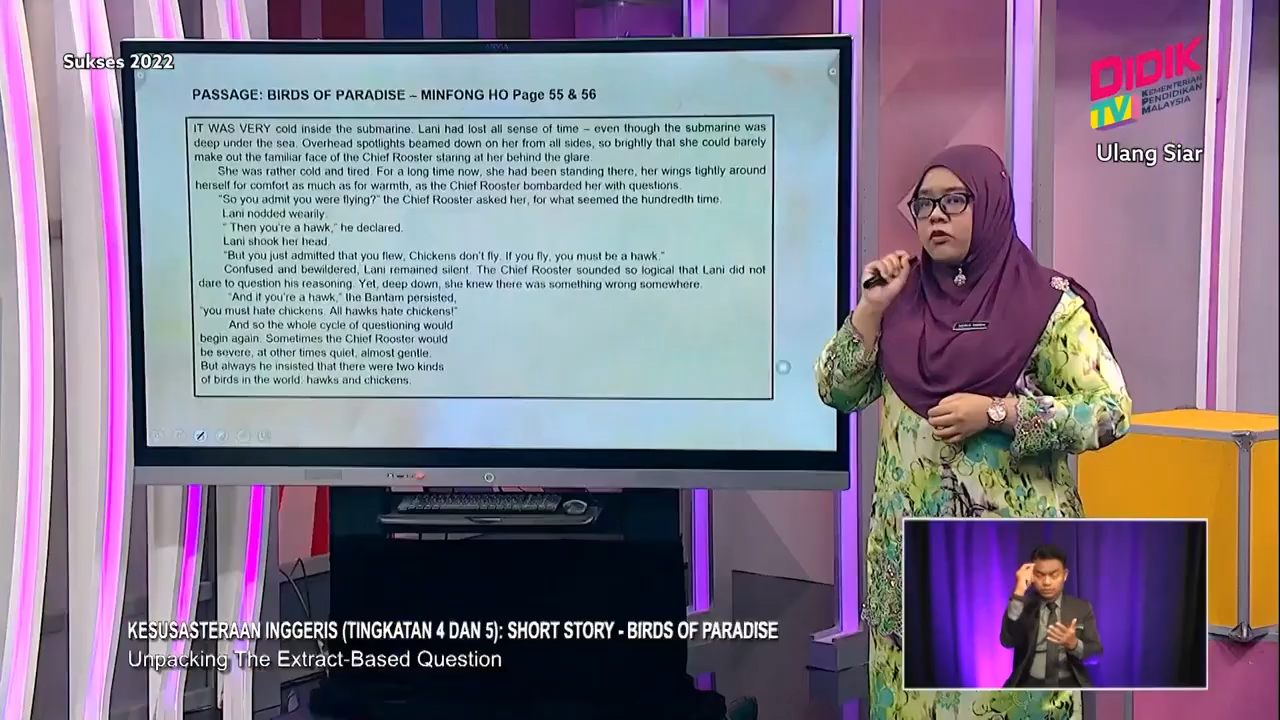 Sukses 2022
DIDIK
TV
KEMENTERIAN
PENDIDIKAN
MALAYSIA
Ulang Siar
PASSAGE: BIRDS OF PARADISE – MINFONG HO Page 55 & 56
IT WAS VERY cold inside the submarine. Lani had lost all sense of time – even though the submarine was
deep under the sea. Overhead spotlights beamed down on her from all sides, so brightly that she could barely
make out the familiar face of the Chief Rooster staring at her behind the glare.
She was rather cold and tired. For a long time now, she had been standing there, her wings tightly around
herself for comfort as much as for warmth, as the Chief Rooster bombarded her with questions.
"So you admit you were flying?" the Chief Rooster asked her, for what seemed the hundredth time.
Lani nodded wearily.
" Then you're a hawk," he declared.
Lani shook her head.
"But you just admitted that you flew, Chickens don't fly. If you fly, you must be a hawk."
Confused and bewildered, Lani remained silent. The Chief Rooster sounded so logical that Lani did not
dare to question his reasoning. Yet, deep down, she knew there was something wrong somewhere.
"And if you're a hawk," the Bantam persisted,
"you must hate chickens. All hawks hate chickens!"
And so the whole cycle of questioning would
begin again. Sometimes the Chief Rooster would
be severe, at other times quiet, almost gentle.
But always he insisted that there were two kinds
of birds in the world: hawks and chickens.
KESUSASTERAAN INGGERIS (TINGKATAN 4 DAN 5): SHORT STORY - BIRDS OF PARADISE
Unpacking The Extract-Based Question